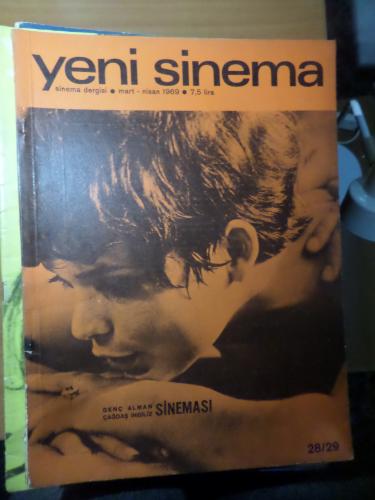 yeni sinema
sinema dergisi • mart - nisan 1969 • 7,5 lira
GENÇ ALMAN
ÇAĞDAŞ İNGİLİZ SİNEMASI
28/29